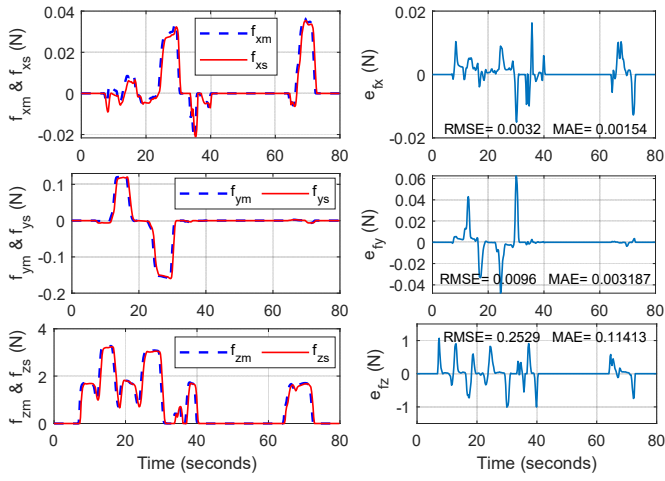 f_xm & f_xs (N)
0.04
0.02
0
-0.02
f_xm
f_xs
0 20 40 60 80
e_fx (N)
0.02
0
0.02
RMSE= 0.0032 MAE= 0.00154
0 20 40 60 80
f_ym & f_ys (N)
0.1
0
-0.1
-0.2
f_ym f_ys
0 20 40 60 80
e_fy (N)
0.06
0.04
0.02
0
-0.02
-0.04
RMSE= 0.0096 MAE= 0.003187
0 20 40 60 80
f_zm & f_zs (N)
4
2
0
f_zm f_zs
0 20 40 60 80
Time (seconds)
e_fz (N)
1
0
-1
RMSE= 0.2529 MAE= 0.11413
0 20 40 60 80
Time (seconds)